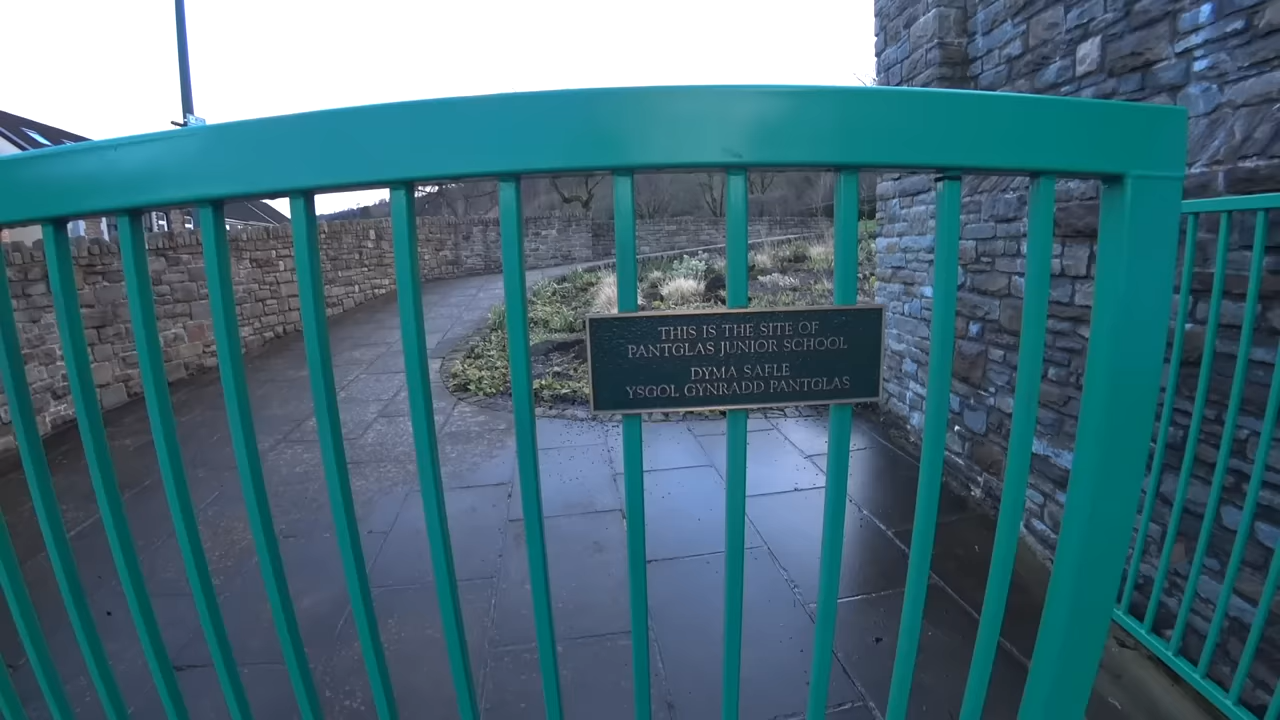 THIS IS THE SITE OF
PANTGLAS JUNIOR SCHOOL
DYMA SAFLE
YSGOL GYNRADD PANTGLAS